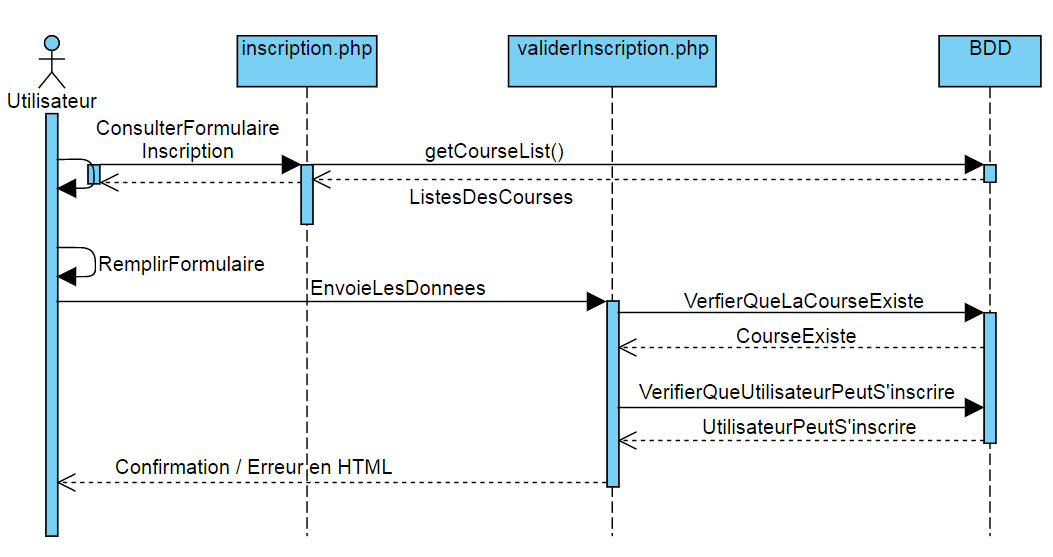 inscription.php
validerInscription.php
BDD
Utilisateur
ConsulterFormulaire
Inscription
getCourseList()
ListesDesCourses
RemplirFormulaire
EnvoieLesDonnees
VerfierQueLaCourseExiste
CourseExiste
VerifierQueUtilisateurPeutS'inscrire
UtilisateurPeutS'inscrire
Confirmation / Erreur en HTML